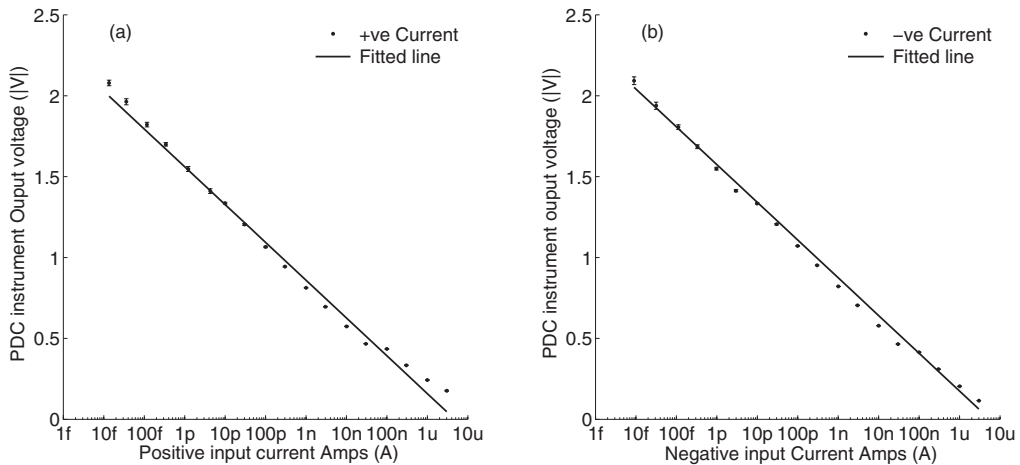 2.5
2
1.5
1
0.5
0
PDC instrument Ouput voltage (|V|)
(a)
+ve Current
Fitted line
1f 10f 100f 1p 10p 100p 1n 10n 100n 1u 10u
Positive input current Amps (A)
2.5
2
1.5
1
0.5
0
PDC instrument ouput voltage (|V|)
(b)
−ve Current
Fitted line
1f 10f 100f 1p 10p 100p 1n 10n 100n 1u 10u
Negative input Current Amps (A)